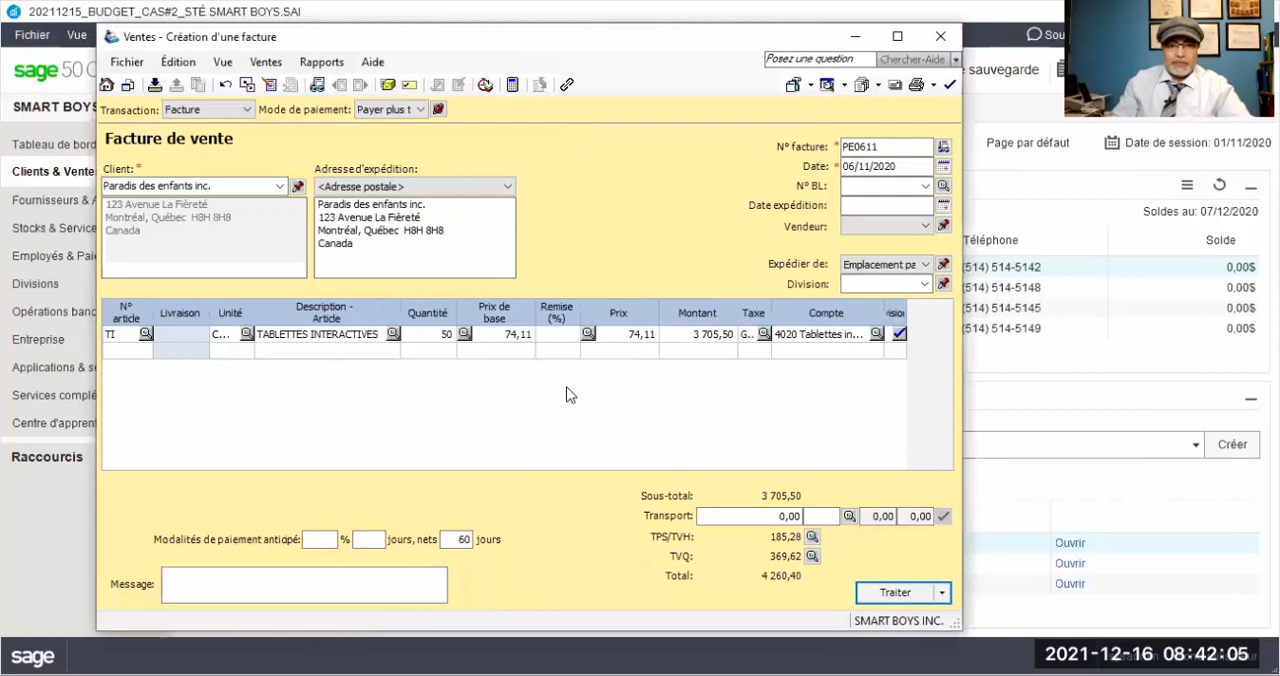 20211215_BUDGET_CAS#2_STÉ SMART BOYS.SAI
Fichier Vue
Ventes - Création d'une facture
Sou
sage 50 C
Fichier Édition Vue Ventes Rapports Aide
Posez une question Chercher-Aide
sauvegarde
SMART BOYS
Transaction: Facture Mode de paiement: Payer plus t
Tableau de bord
Clients & Vente
Fournisseurs & A
Stocks & Service
Employés & Pai
Divisions
Opérations banc
Entreprise
Applications & s
Services complé
Centre d'appren
Raccourcis
Facture de vente
Client: *
Paradis des enfants inc.
123 Avenue La Fièreté
Montréal, Québec H8H 8H8
Canada
Adresse d'expédition:
<Adresse postale>
Paradis des enfants inc.
123 Avenue La Fièreté
Montréal, Québec H8H 8H8
Canada
N° facture: * PE0611
Date: * 06/11/2020
N° BL:
Date expédition:
Vendeur:
Expédier de: Emplacement pa
Division:
N° article Livraison Unité Description - Article Quantité Prix de base Remise (%) Prix Montant Taxe Compte
TI C... TABLETTES INTERACTIVES 50 74,11 74,11 3 705,50 G.. 4020 Tablettes in...
Sous-total: 3 705,50
Transport: 0,00 0,00 0,00
TPS/TVH: 185,28
TVQ: 369,62
Total: 4 260,40
Modalités de paiement anticipé: % jours, nets 60 jours
Message:
Traiter
SMART BOYS INC.
Page par défaut Date de session: 01/11/2020
Soldes au: 07/12/2020
Téléphone Solde
(514) 514-5142 0,00$
(514) 514-5148 0,00$
(514) 514-5145 0,00$
(514) 514-5149 0,00$
Créer
Ouvrir
Ouvrir
Ouvrir
sage
2021-12-16 08:42:05